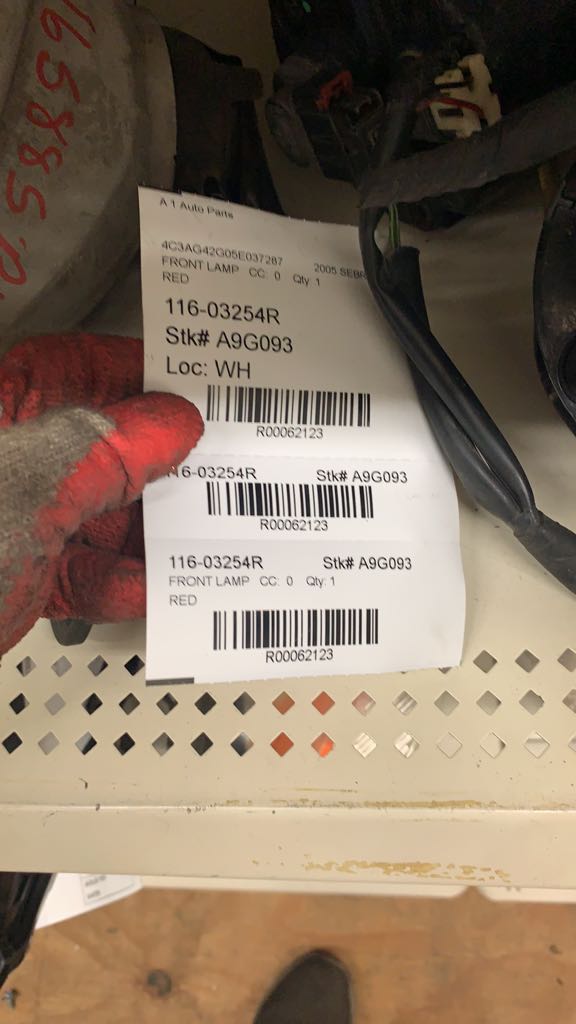 165885
A 1 Auto Parts
4C3AG42G05E037287 2005 SEBR
FRONT LAMP CC: 0 Qty: 1
RED
116-03254R
Stk# A9G093
Loc: WH
R00062123
16-03254R Stk# A9G093
R00062123
116-03254R Stk# A9G093
FRONT LAMP CC: 0 Qty: 1
RED
R00062123